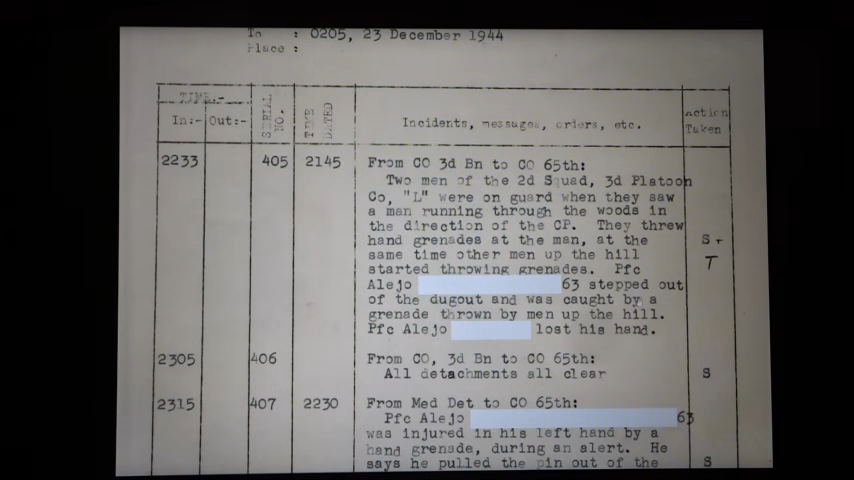 To : 0205, 23 December 1944
Place :
TIME:-
In:- Out:- SERIAL NO. TIME DATED Incidents, messages, orders, etc. Action Taken
2233 405 2145 From CO 3d Bn to CO 65th:
Two men of the 2d Squad, 3d Platoon
Co, "L" were on guard when they saw
a man running through the woods in
the direction of the CP. They threw
hand grenades at the man, at the S +
same time other men up the hill T
started throwing grenades. Pfc
Alejo 63 stepped out
of the dugout and was caught by a
grenade thrown by men up the hill.
Pfc Alejo lost his hand.
2305 406 From CO, 3d Bn to CO 65th:
All detachments all clear S
2315 407 2230 From Med Det to CO 65th:
Pfc Alejo 63
was injured in his left hand by a
hand grenade, during an alert. He
says he pulled the pin out of the S